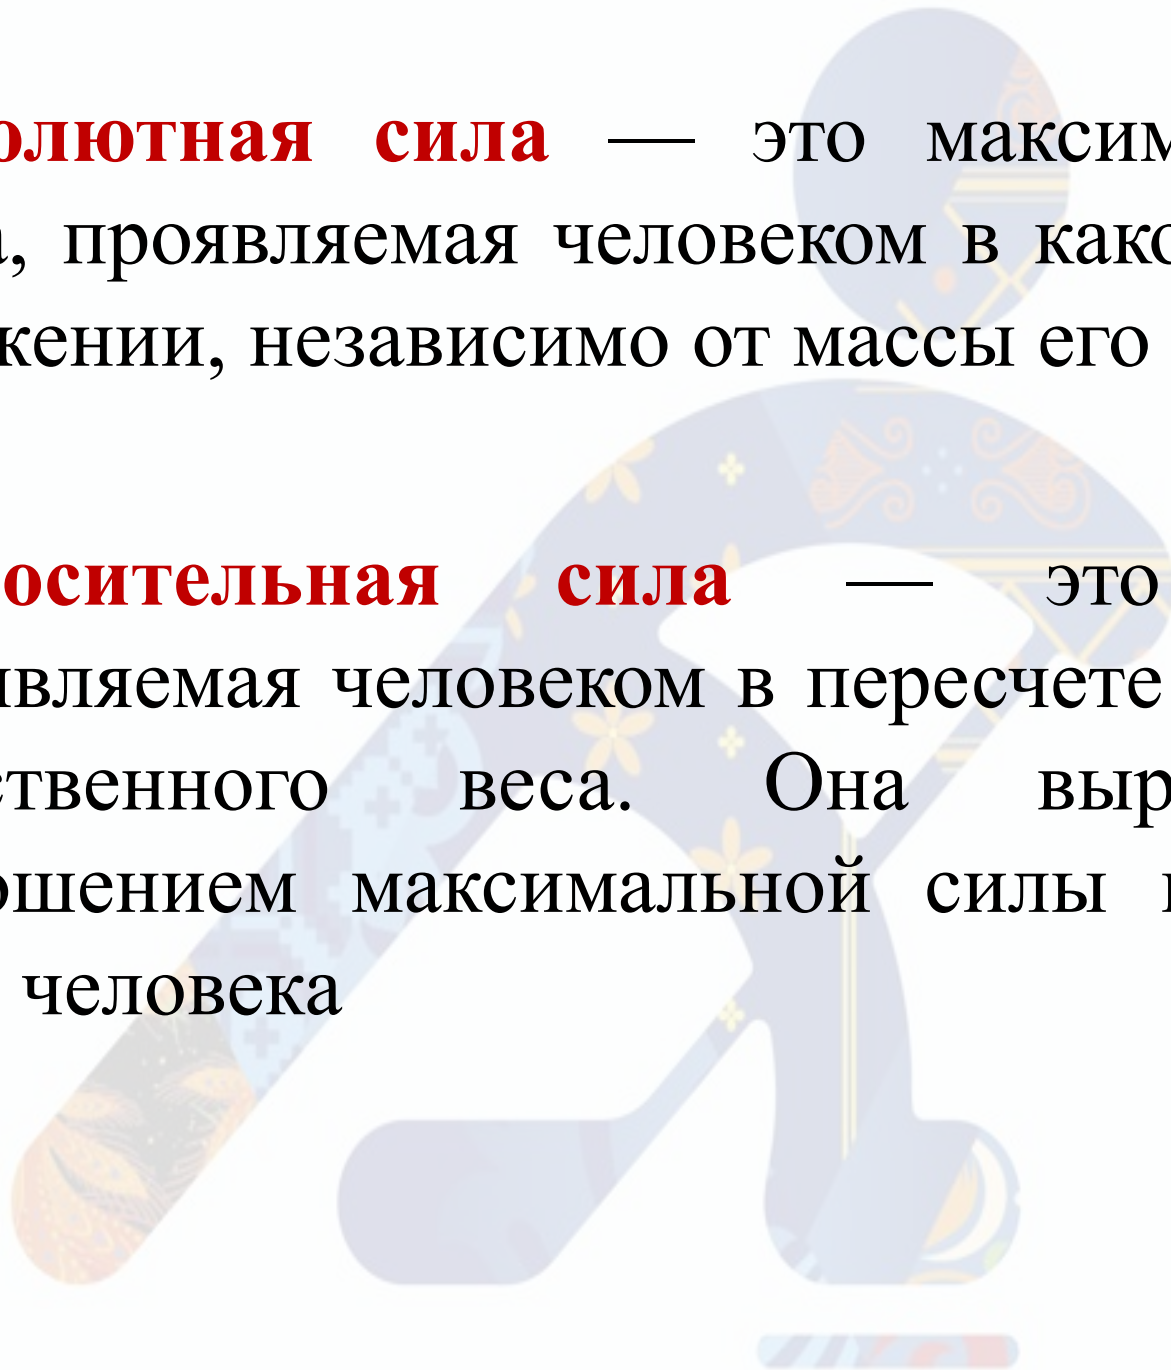 олютная сила — это максим
а, проявляемая человеком в како
жении, независимо от массы его
осительная сила — это
вляемая человеком в пересчете
ственного веса. Она выр
ошением максимальной силы
человека